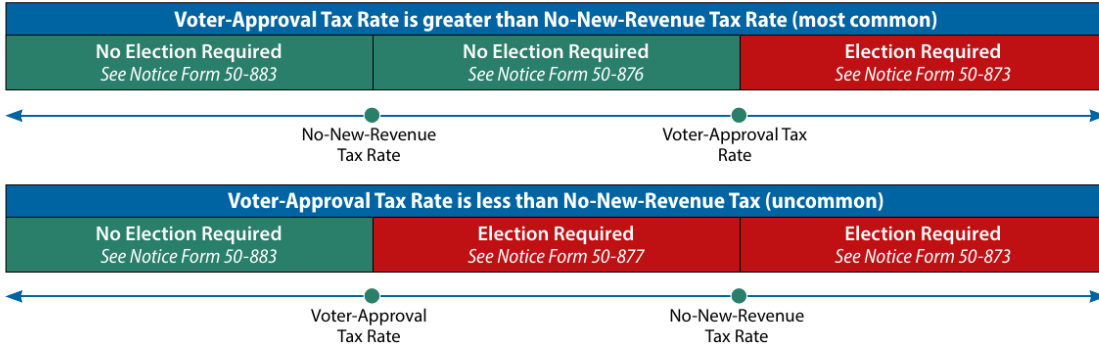 Voter-Approval Tax Rate is greater than No-New-Revenue Tax Rate (most common)
No Election Required
See Notice Form 50-883
No Election Required
See Notice Form 50-876
Election Required
See Notice Form 50-873
No-New-Revenue
Tax Rate
Voter-Approval Tax
Rate
Voter-Approval Tax Rate is less than No-New-Revenue Tax (uncommon)
No Election Required
See Notice Form 50-883
Election Required
See Notice Form 50-877
Election Required
See Notice Form 50-873
Voter-Approval
Tax Rate
No-New-Revenue
Tax Rate